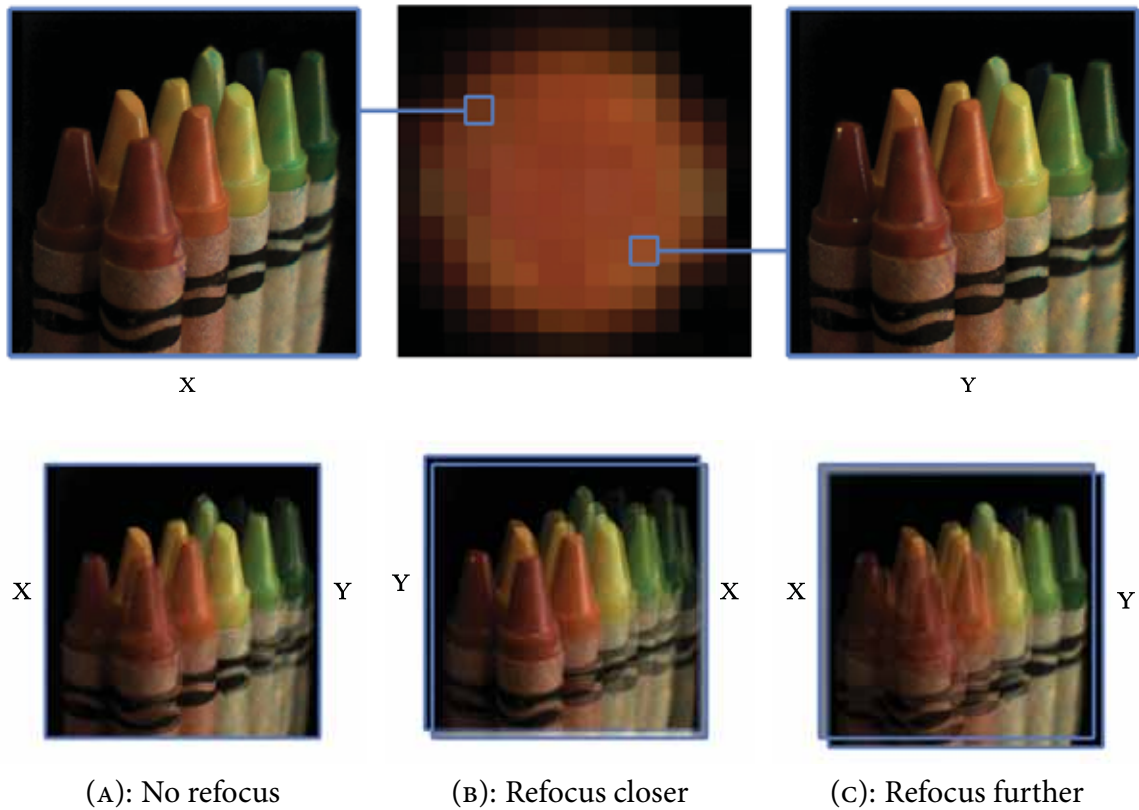 X
Y
X Y
Y X
X Y
(A): No refocus
(B): Refocus closer
(C): Refocus further